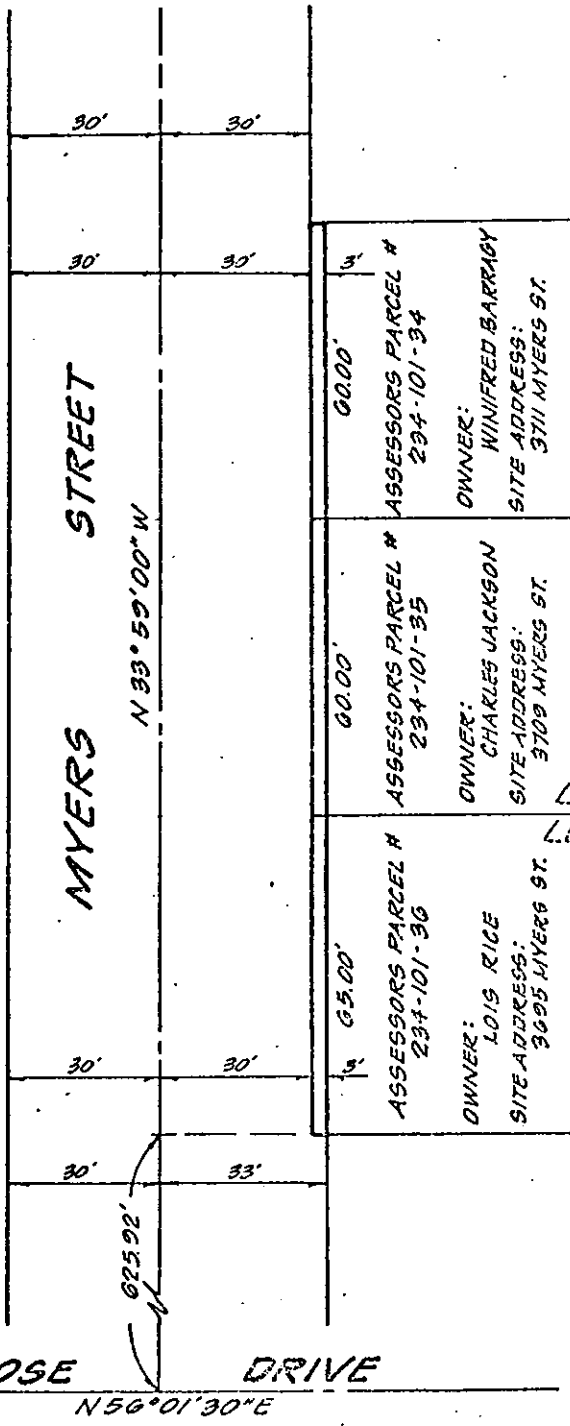 30' 30'
30' 30' 3'
MYERS STREET
N 33°59'00" W
60.00'
ASSESSORS PARCEL #
234-101-34
OWNER:
WINIFRED BARRAGY
SITE ADDRESS:
3711 MYERS ST.
60.00'
ASSESSORS PARCEL #
234-101-35
OWNER:
CHARLES JACKSON
SITE ADDRESS:
3709 MYERS ST.
65.00'
ASSESSORS PARCEL #
234-101-36
OWNER:
LOIS RICE
SITE ADDRESS:
3695 MYERS ST.
30' 30' 3'
30' 33'
625.92'
OSE DRIVE
N 56°01'30"E